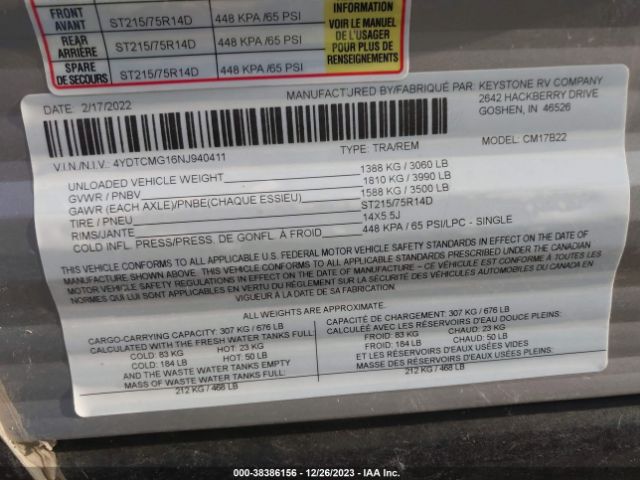 FRONT
AVANT ST215/75R14D 448 KPA /65 PSI
REAR
ARRIÈRE ST215/75R14D 448 KPA /65 PSI
SPARE
DE SECOURS ST215/75R14D 448 KPA /65 PSI
INFORMATION
VOIR LE MANUEL
DE L'USAGER
POUR PLUS DE
RENSEIGNEMENTS
DATE: 2/17/2022
MANUFACTURED BY/FABRIQUÉ PAR: KEYSTONE RV COMPANY
2642 HACKBERRY DRIVE
GOSHEN, IN 46526
V.I.N./N.I.V.: 4YDTCMG16NJ940411
TYPE: TRA/REM
MODEL: CM17B22
UNLOADED VEHICLE WEIGHT 1388 KG / 3060 LB
GVWR / PNBV 1810 KG / 3990 LB
GAWR (EACH AXLE)/PNBE(CHAQUE ESSIEU) 1588 KG / 3500 LB
TIRE / PNEU ST215/75R14D
RIMS/JANTE 14X5.5J
COLD INFL. PRESS/PRESS. DE GONFL. À FROID 448 KPA / 65 PSI/LPC - SINGLE
THIS VEHICLE CONFORMS TO ALL APPLICABLE U.S. FEDERAL MOTOR VEHICLE SAFETY STANDARDS IN EFFECT ON THE DATE OF
MANUFACTURE SHOWN ABOVE. / THIS VEHICLE CONFORMS TO ALL APPLICABLE STANDARDS PRESCRIBED UNDER THE CANADIAN
MOTOR VEHICLE SAFETY REGULATIONS IN EFFECT ON THE DATE OF MANUFACTURE. - CE VÉHICULE EST CONFORME À TOUTES LES
NORMES QUI LUI SONT APPLICABLES EN VERTU DU RÈGLEMENT SUR LA SÉCURITÉ DES VÉHICULES AUTOMOBILES DU CANADA EN
VIGUEUR À LA DATE DE SA FABRICATION
ALL WEIGHTS ARE APPROXIMATE.
CARGO-CARRYING CAPACITY: 307 KG / 676 LB
CALCULATED WITH THE FRESH WATER TANKS FULL
COLD: 83 KG HOT: 23 KG
COLD: 184 LB HOT: 50 LB
AND THE WASTE WATER TANKS EMPTY
MASS OF WASTE WATER TANKS FULL:
212 KG / 468 LB
CAPACITÉ DE CHARGEMENT: 307 KG / 676 LB
CALCULÉE AVEC LES RÉSERVOIRS D'EAU DOUCE PLEINS:
FROID: 83 KG CHAUD: 23 KG
FROID: 184 LB CHAUD: 50 LB
ET LES RÉSERVOIRS D'EAUX USÉES VIDES
MASSE DES RÉSERVOIRS D'EAUX USÉES PLEINS:
212 KG / 468 LB
000-38386156 - 12/26/2023 - IAA Inc.